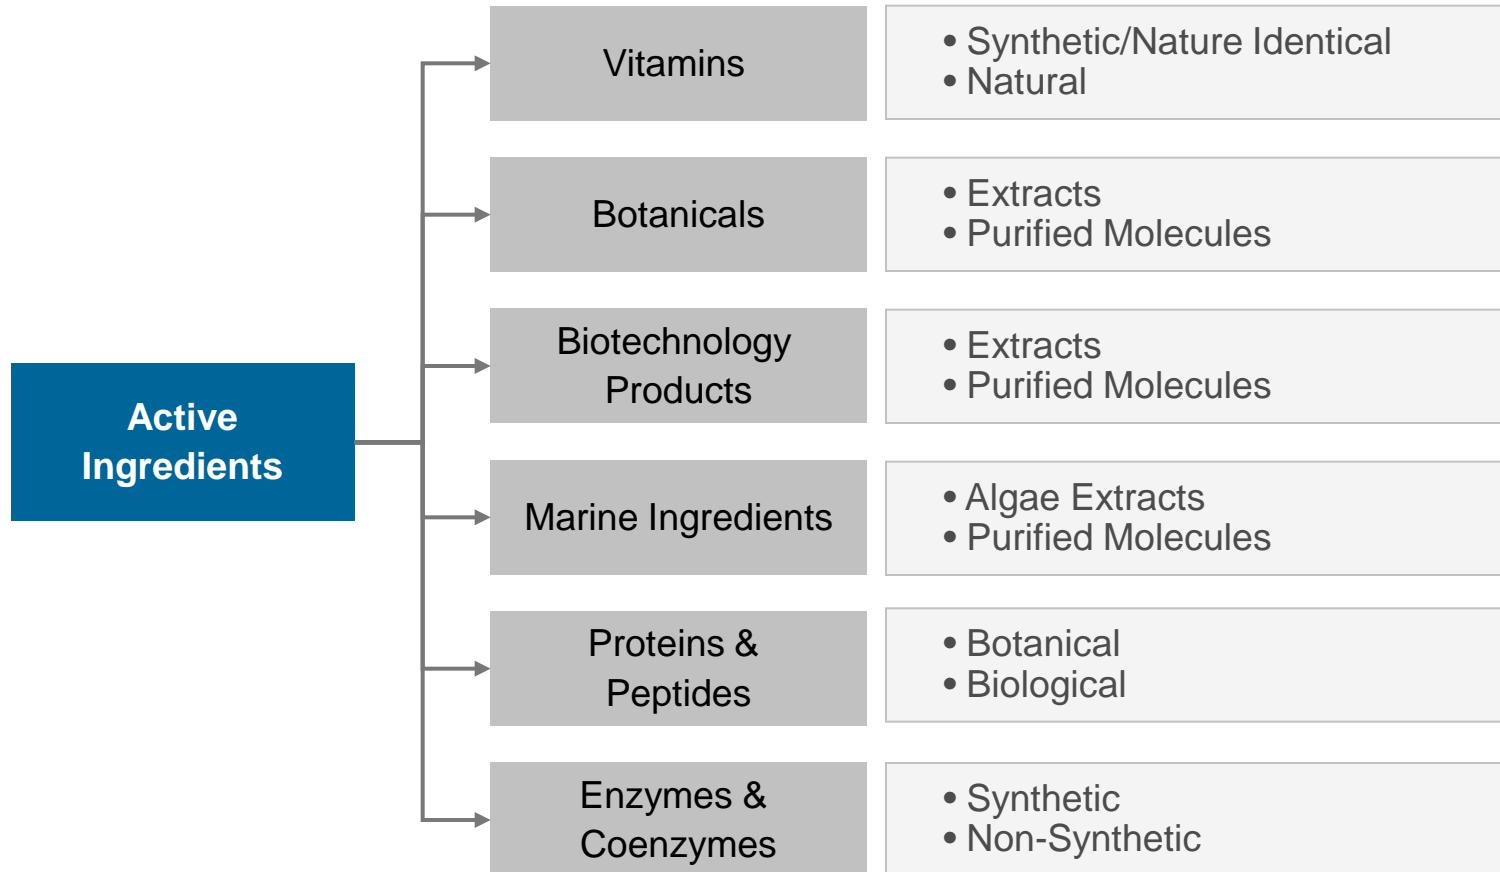 Vitamins
• Synthetic/Nature Identical
• Natural
Botanicals
• Extracts
• Purified Molecules
Biotechnology
Products
• Extracts
• Purified Molecules
Active
Ingredients
Marine Ingredients
• Algae Extracts
• Purified Molecules
Proteins &
Peptides
• Botanical
• Biological
Enzymes &
Coenzymes
• Synthetic
• Non-Synthetic